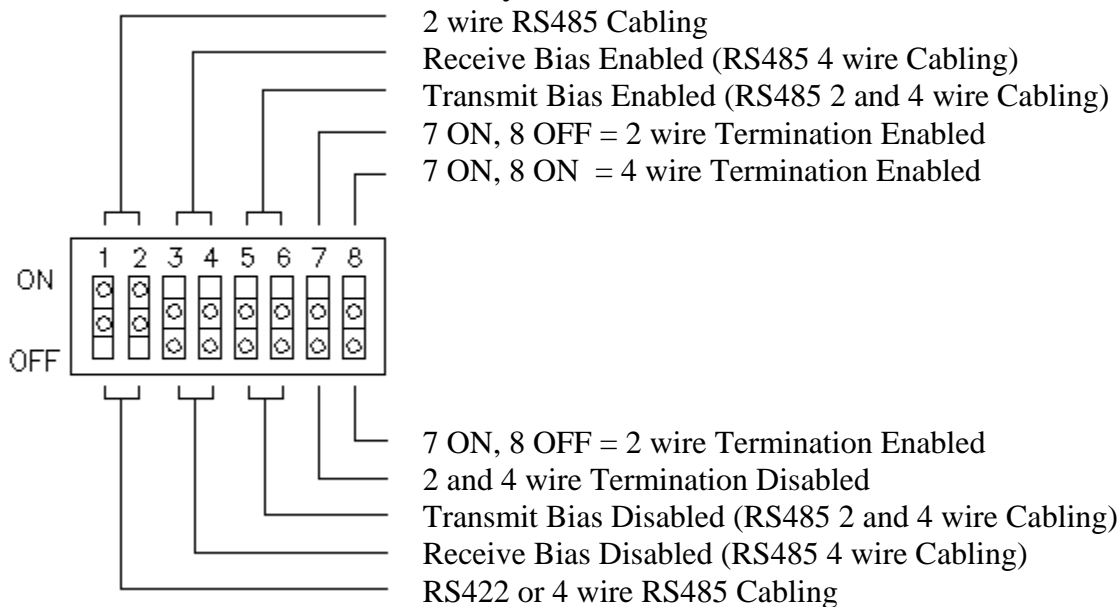 2 wire RS485 Cabling
Receive Bias Enabled (RS485 4 wire Cabling)
Transmit Bias Enabled (RS485 2 and 4 wire Cabling)
7 ON, 8 OFF = 2 wire Termination Enabled
7 ON, 8 ON = 4 wire Termination Enabled
1 2 3 4 5 6 7 8
ON
OFF
7 ON, 8 OFF = 2 wire Termination Enabled
2 and 4 wire Termination Disabled
Transmit Bias Disabled (RS485 2 and 4 wire Cabling)
Receive Bias Disabled (RS485 4 wire Cabling)
RS422 or 4 wire RS485 Cabling